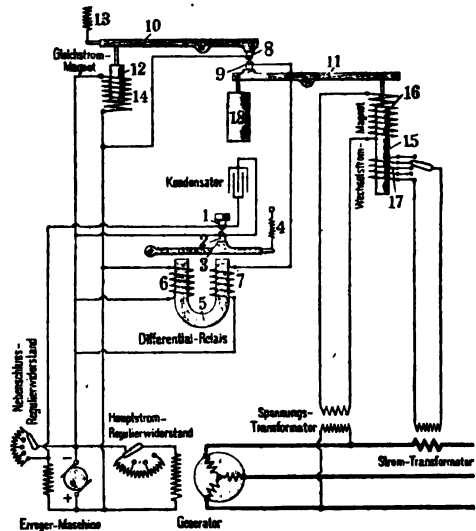 13
10
8
Gleichstrom-
Magnet
12
14
9
11
18
16
15
17
Magnet
Wechselstrom-
Kondensator
1
2
3
4
6
5
7
Differential-Relais
Nebenschluss-
Regulierwiderstand
Hauptstrom-
Regulierwiderstand
Spannungs-
Transformator
Strom-Transformator
−
+
Erreger-Maschine
Generator